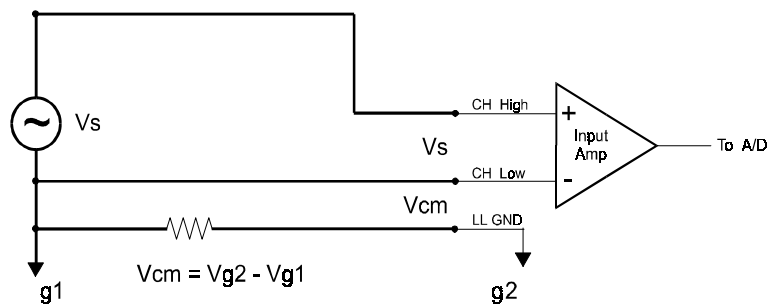 CH High
+
Vs
Vs
Input
Amp
To A/D
CH Low
-
Vcm
LL GND
Vcm = Vg2 - Vg1
g1
g2